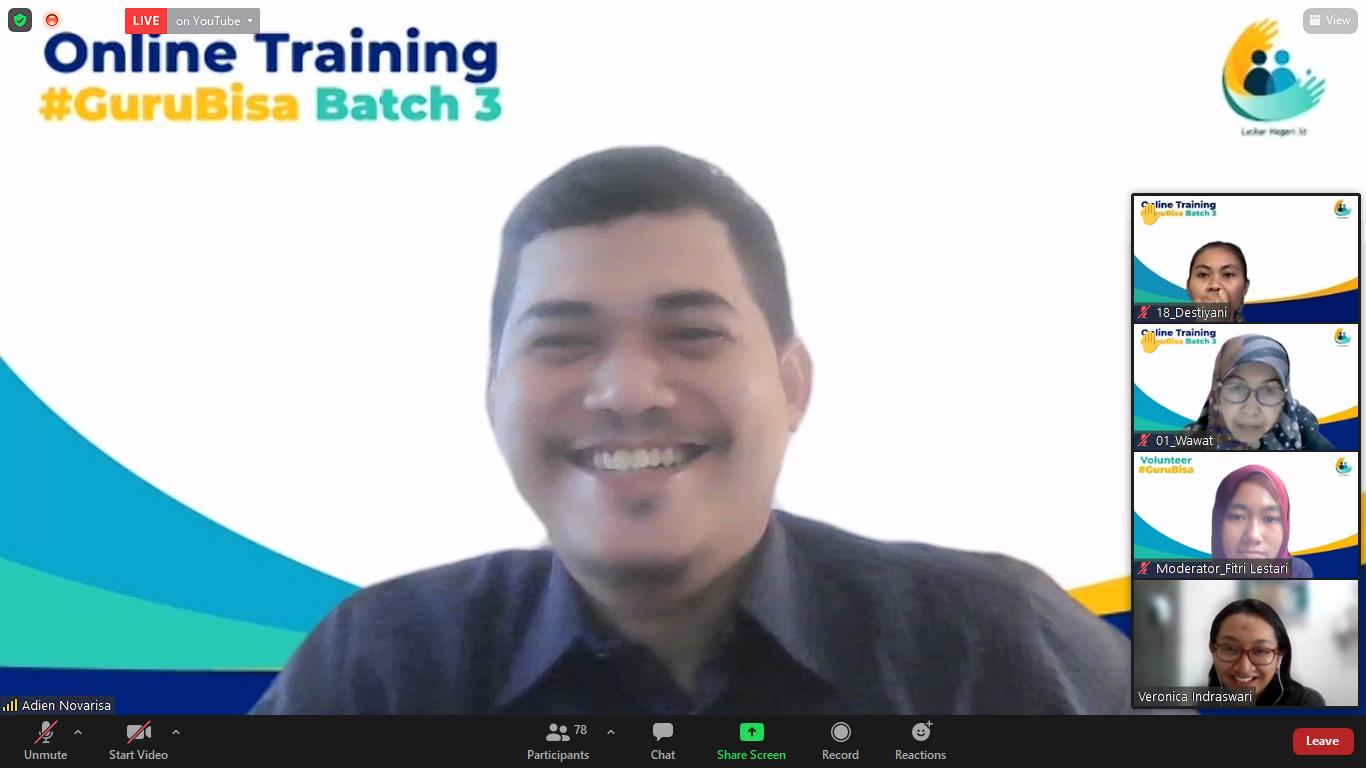 LIVE on YouTube
View
Online Training
#GuruBisa Batch 3
Laskar Negeri.id
Online Training
#GuruBisa Batch 3
18_Destiyani
Online Training
#GuruBisa Batch 3
01_Wawat
Volunteer
#GuruBisa
Moderator_Fitri Lestari
Veronica Indraswari
Adien Novarisa
Unmute
Start Video
Participants 78
Chat
Share Screen
Record
Reactions
Leave